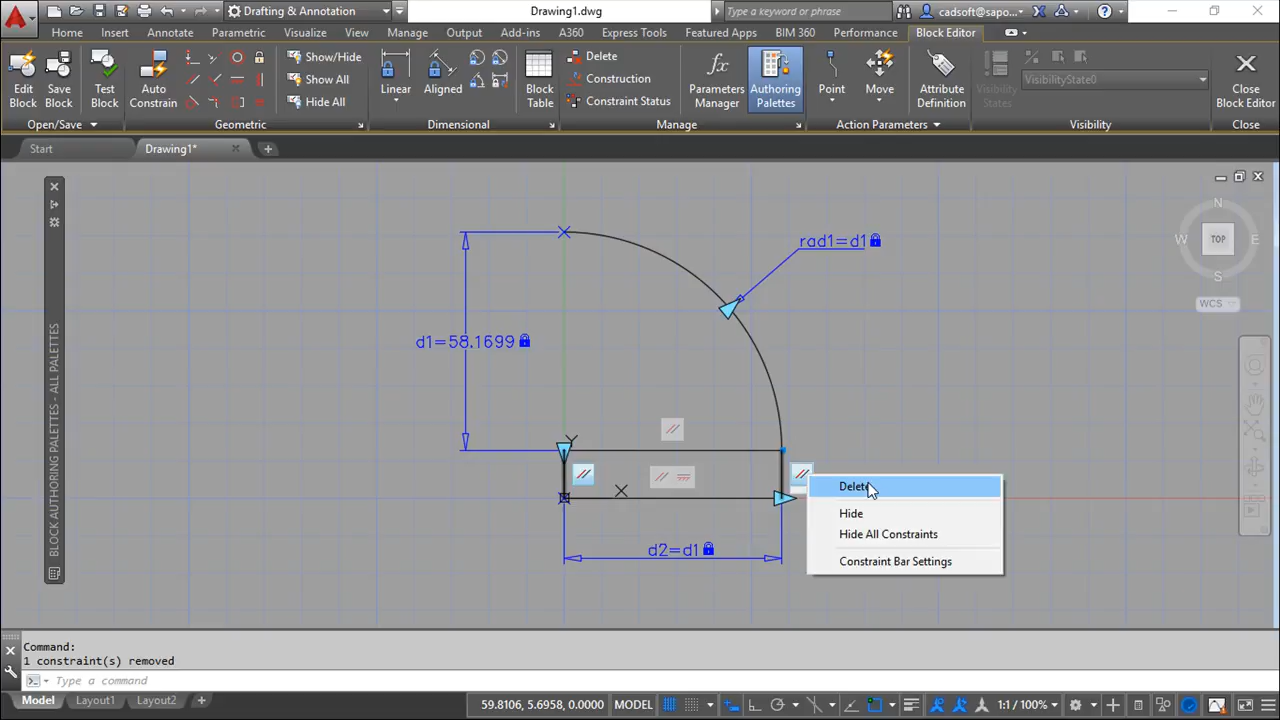 Drafting & Annotation
Drawing1.dwg
Type a keyword or phrase
cadsoft@sapo...
Home
Insert
Annotate
Parametric
Visualize
Manage
Output
Add-ins
A360
Express Tools
Featured Apps
BIM 360
Performance
Block Editor
Edit Block
Save Block
Test Block
Open/Save
Auto Constrain
Show/Hide
Show All
Hide All
Geometric
Linear
Aligned
Dimensional
Block Table
Delete
Construction
Constraint Status
Parameters Manager
Authoring Palettes
Manage
Point
Move
Attribute Definition
Action Parameters
Visibility States
VisibilityState0
Visibility
Close Block Editor
Close
Start
Drawing1*
BLOCK AUTHORING PALETTES - ALL PALETTES
N
W
TOP
E
S
WCS
rad1=d1
d1=58.1699
Y
X
d2=d1
Delete
Hide
Hide All Constraints
Constraint Bar Settings
Command:
1 constraint(s) removed
Type a command
Model
Layout1
Layout2
59.8106, 5.6958, 0.0000
MODEL
1:1 / 100%